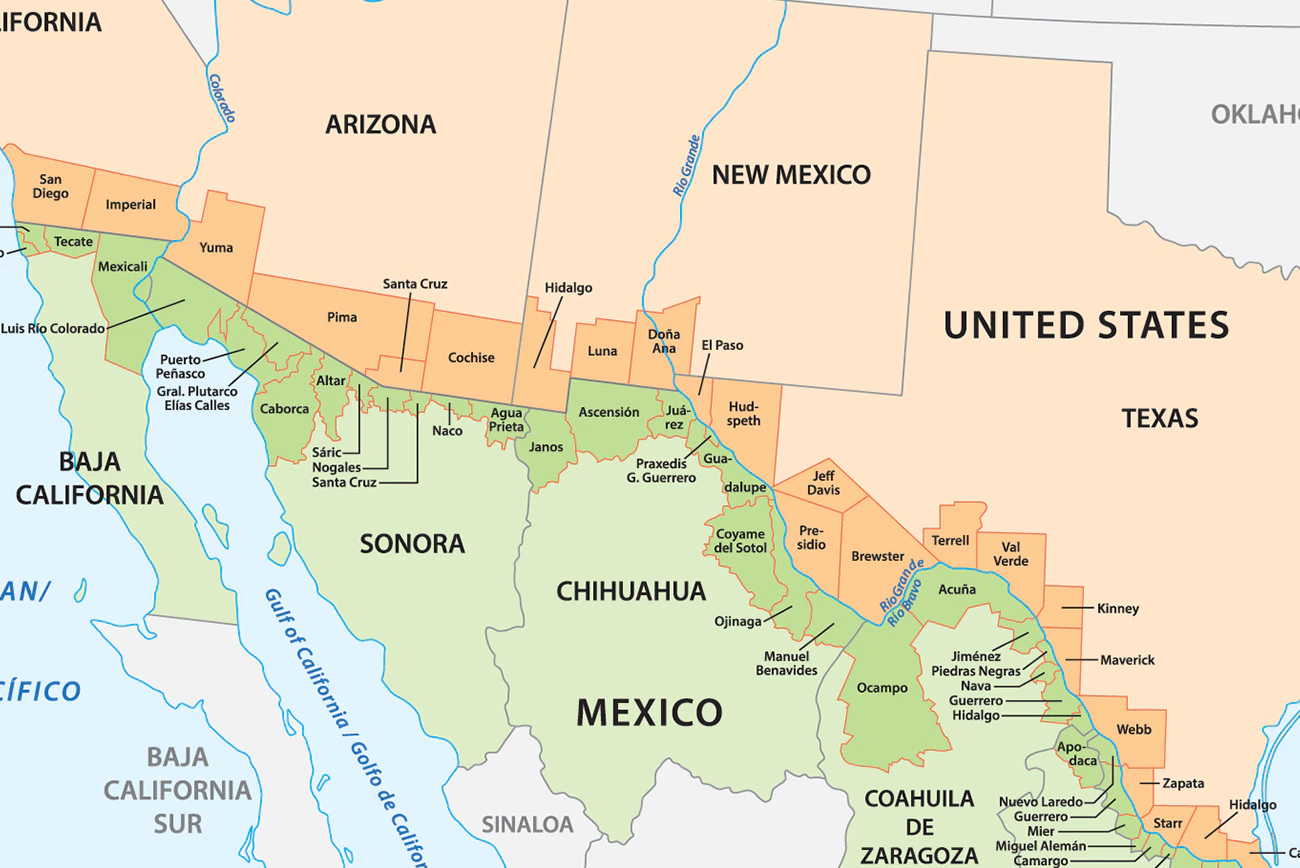 IFORNIA
ARIZONA
NEW MEXICO
OKLAHO
Colorado
Rio Grande
San
Diego
Imperial
Yuma
Tecate
Mexicali
Luis Río Colorado
Puerto
Peñasco
Gral. Plutarco
Elías Calles
Pima
Santa Cruz
Cochise
Hidalgo
Luna
Doña
Ana
El Paso
Hud-
speth
UNITED STATES
TEXAS
Caborca
Altar
Sáric
Nogales
Santa Cruz
Naco
Agua
Prieta
Janos
Ascensión
Juá-
rez
Praxedis
G. Guerrero
Gua-
dalupe
Jeff
Davis
Pre-
sidio
Brewster
Terrell
Val
Verde
Rio Grande
Río Bravo
BAJA
CALIFORNIA
SONORA
CHIHUAHUA
Coyame
del Sotol
Ojinaga
Manuel
Benavides
Acuña
Kinney
Jiménez
Piedras Negras
Maverick
Nava
Guerrero
Hidalgo
Ocampo
AN/
CÍFICO
Gulf of California / Golfo de Califor
MEXICO
Webb
Apo-
daca
Zapata
Nuevo Laredo
Guerrero
Mier
Miguel Alemán
Camargo
Starr
Hidalgo
Ca
BAJA
CALIFORNIA
SUR
SINALOA
COAHUILA
DE
ZARAGOZA